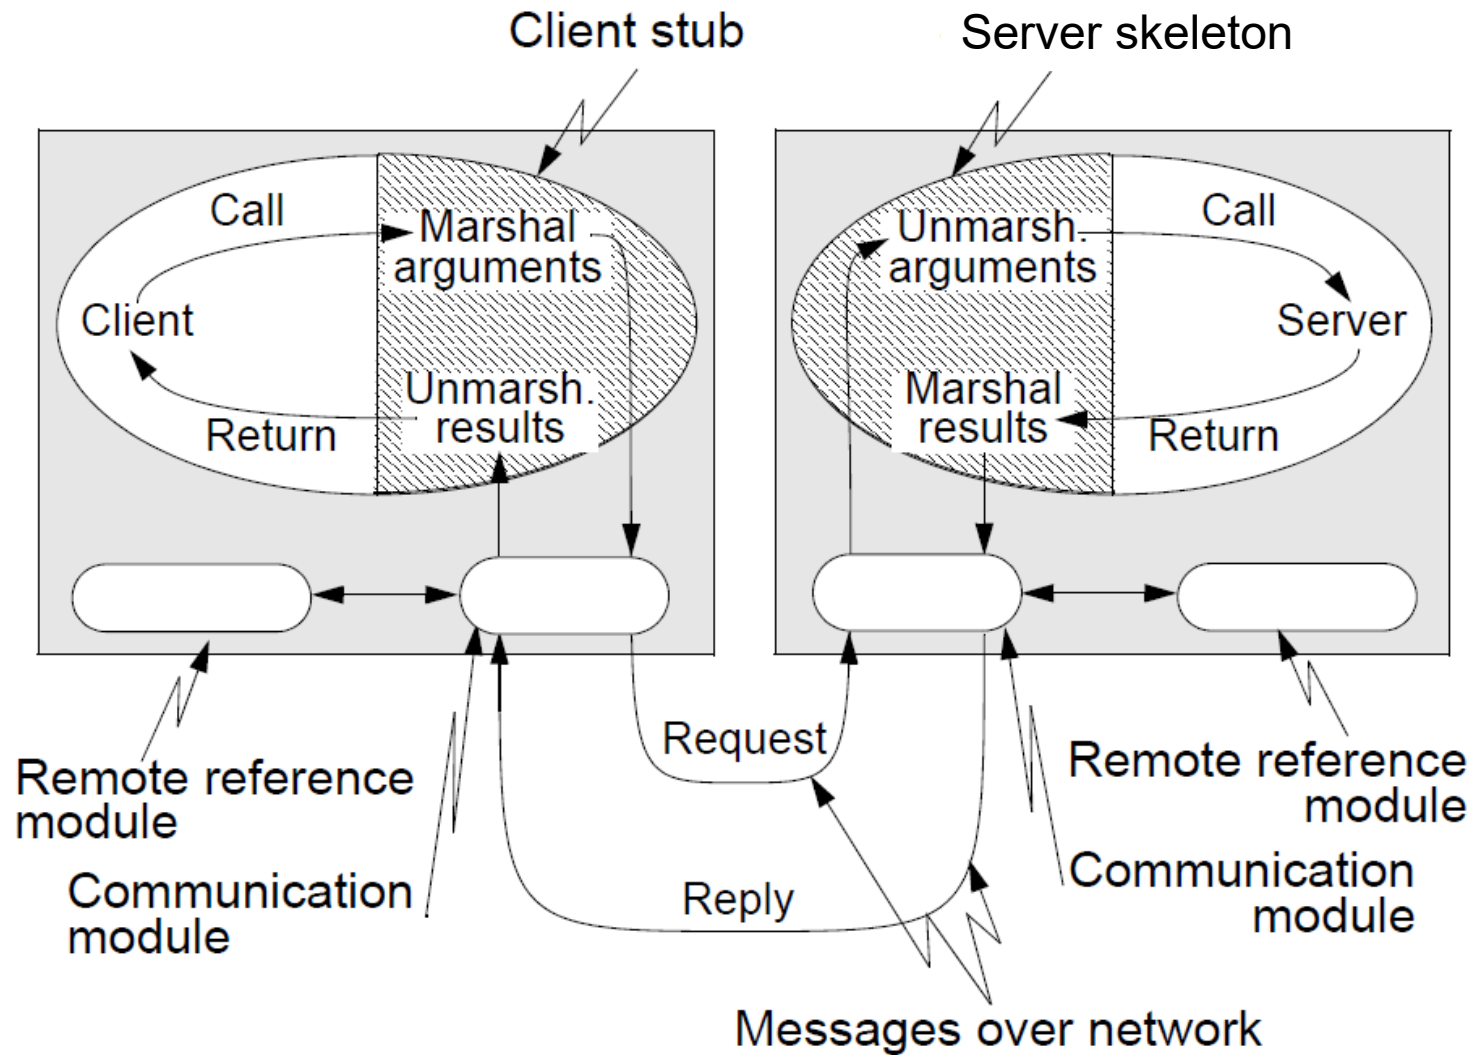 Client stub
Server skeleton
Call
Marshal
arguments
Client
Unmarsh.
results
Return
Unmarsh.
arguments
Call
Server
Marshal
results
Return
Request
Reply
Remote reference
module
Communication
module
Remote reference
module
Communication
module
Messages over network